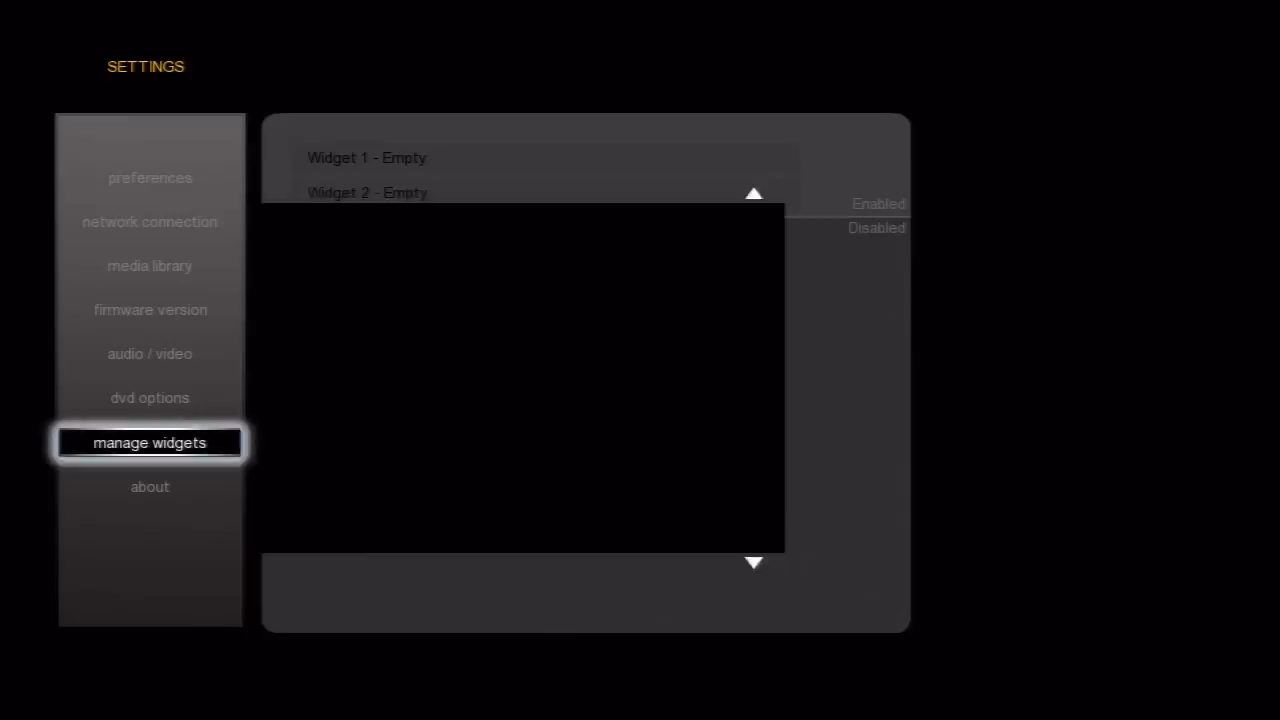 SETTINGS
preferences
network connection
media library
firmware version
audio / video
dvd options
manage widgets
about
Widget 1 - Empty
Widget 2 - Empty
Enabled
Disabled